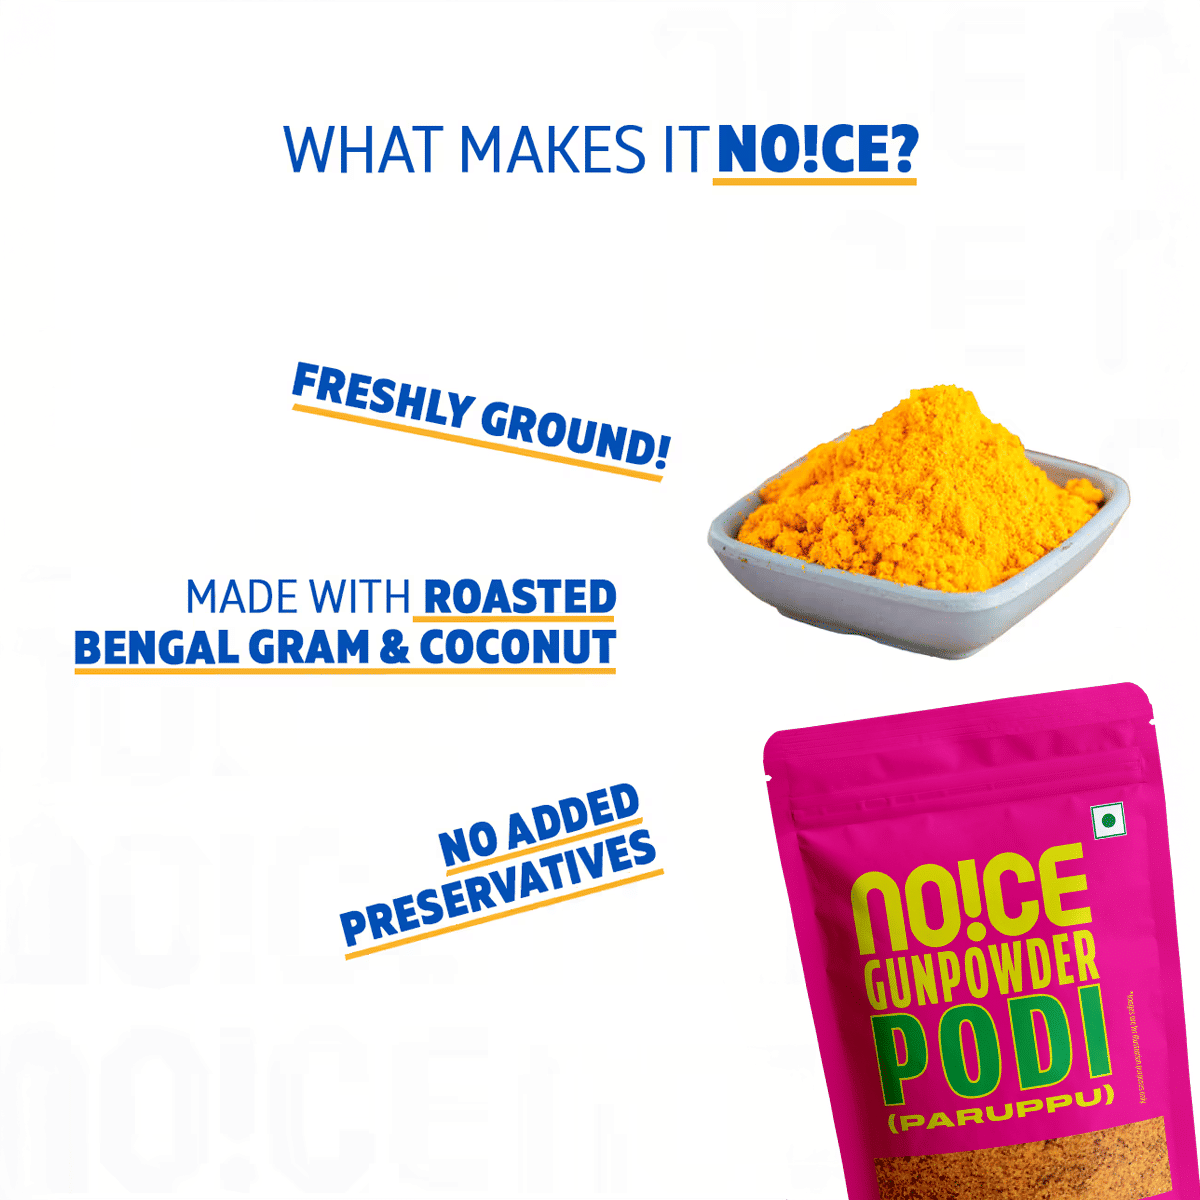 WHAT MAKES IT NO!CE?
FRESHLY GROUND!
MADE WITH ROASTED
BENGAL GRAM & COCONUT
NO ADDED
PRESERVATIVES
NO!CE
GUNPOWDER
PODI
(PARUPPU)